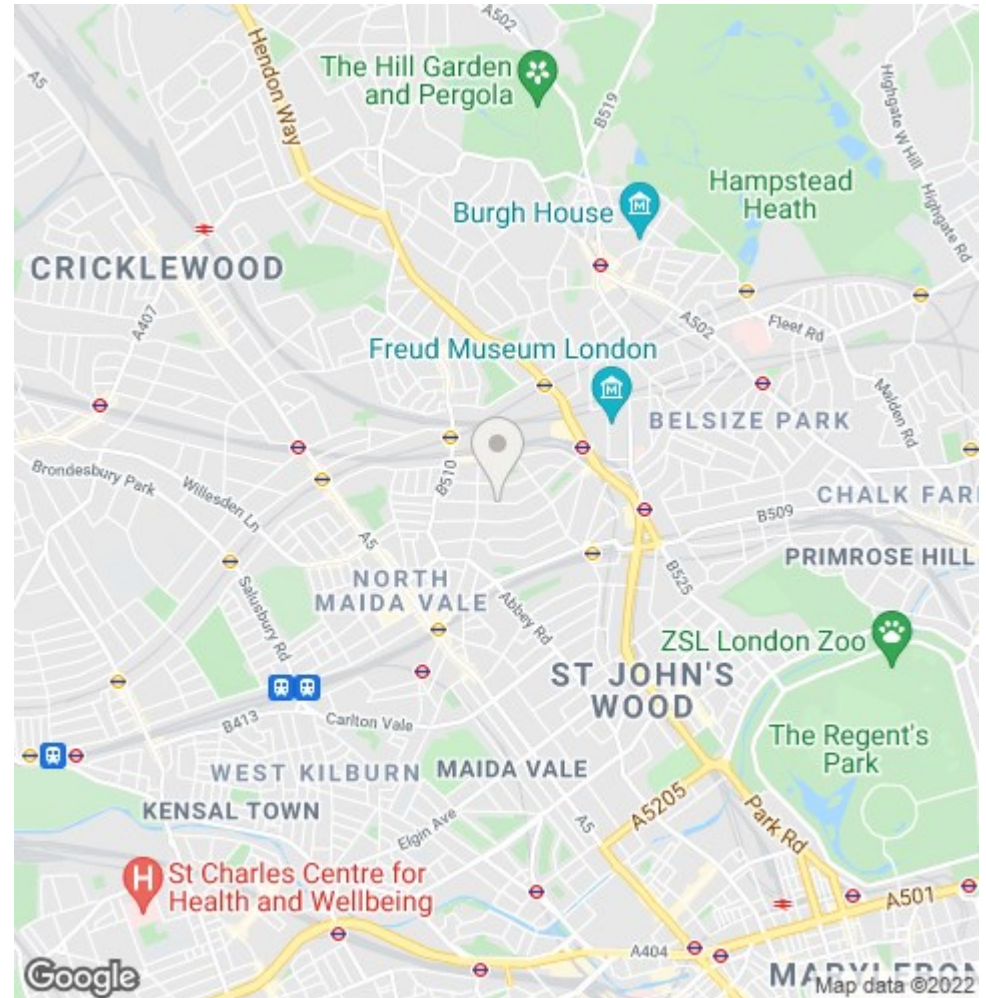 A502
Hendon Way
A5
The Hill Garden
and Pergola
B519
Highgate W Hill
Highgate Rd
Hampstead
Heath
Burgh House
CRICKLEWOOD
A407
A502
Fleet Rd
Freud Museum London
Malden Rd
BELSIZE PARK
B510
Brondesbury Park
Willesden Ln
A5
CHALK FAR
B509
PRIMROSE HILL
NORTH
MAIDA VALE
B525
Salusbury Rd
Abbey Rd
ZSL London Zoo
ST JOHN'S
WOOD
B413
Carlton Vale
The Regent's
Park
WEST KILBURN
MAIDA VALE
KENSAL TOWN
Elgin Ave
A5
A5205
Park Rd
H
St Charles Centre for
Health and Wellbeing
A501
A404
Google
Map data ©2022